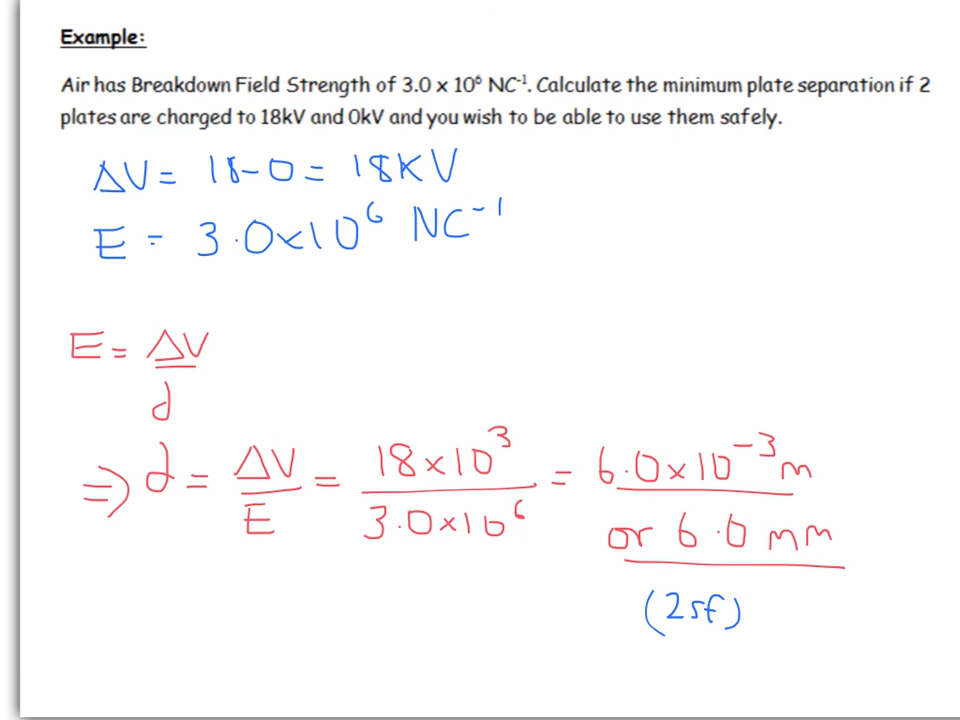 Example:
Air has Breakdown Field Strength of 3.0 x 10⁶ NC⁻¹. Calculate the minimum plate separation if 2
plates are charged to 18kV and 0kV and you wish to be able to use them safely.
ΔV = 18-0 = 18KV
E = 3.0×10⁶ NC⁻¹
E = ΔV/d
⇒ d = ΔV/E = 18×10³/3.0×10⁶ = 6.0×10⁻³m
or 6.0 mm
(2sf)